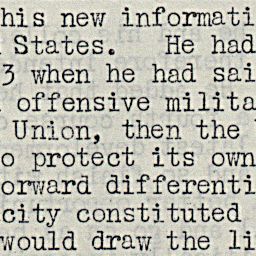 his new informati
States.   He had
3 when he had sai
offensive milita
Union, then the
o protect its own
orward differenti
city constituted
would draw the li